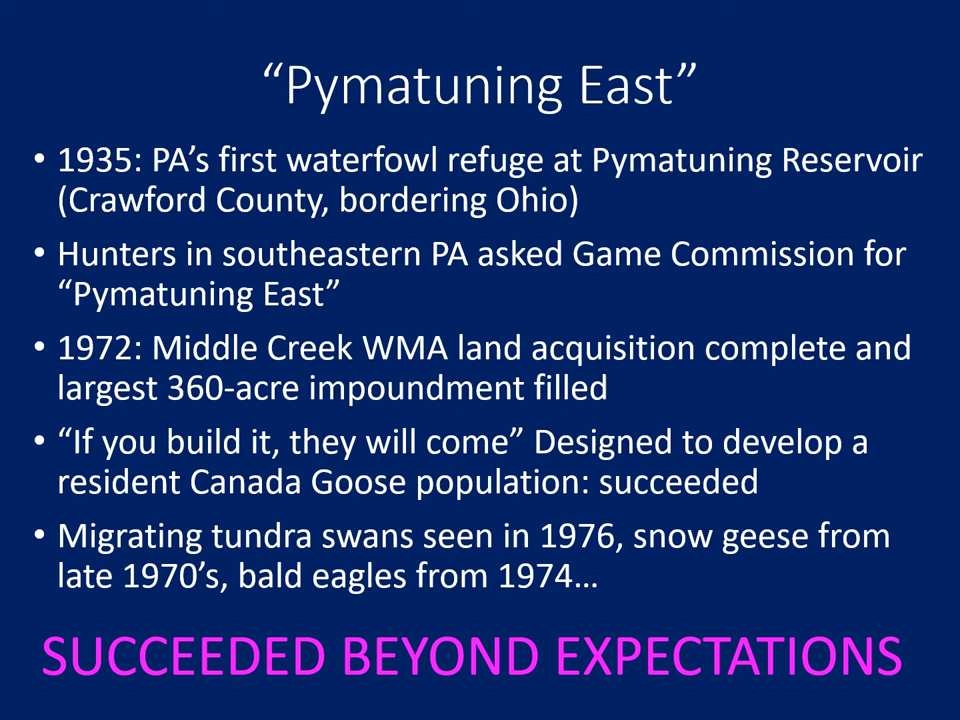 “Pymatuning East”
• 1935: PA’s first waterfowl refuge at Pymatuning Reservoir
(Crawford County, bordering Ohio)
• Hunters in southeastern PA asked Game Commission for
“Pymatuning East”
• 1972: Middle Creek WMA land acquisition complete and
largest 360-acre impoundment filled
• “If you build it, they will come” Designed to develop a
resident Canada Goose population: succeeded
• Migrating tundra swans seen in 1976, snow geese from
late 1970’s, bald eagles from 1974…
SUCCEEDED BEYOND EXPECTATIONS